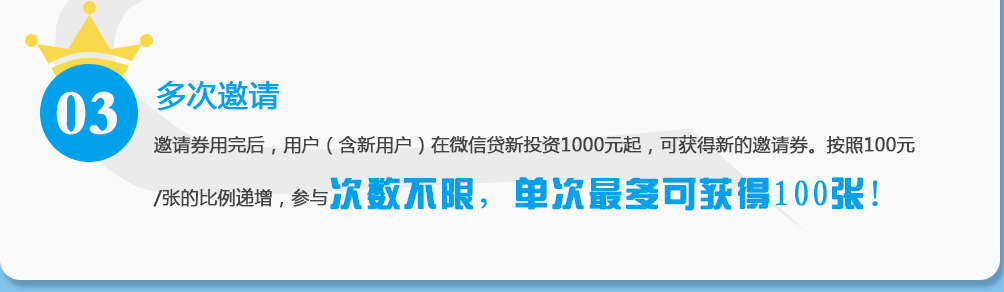 03
多次邀请
邀请券用完后，用户（含新用户）在微信贷新投资1000元起，可获得新的邀请券。按照100元
/张的比例递增，参与次数不限，单次最多可获得100张！